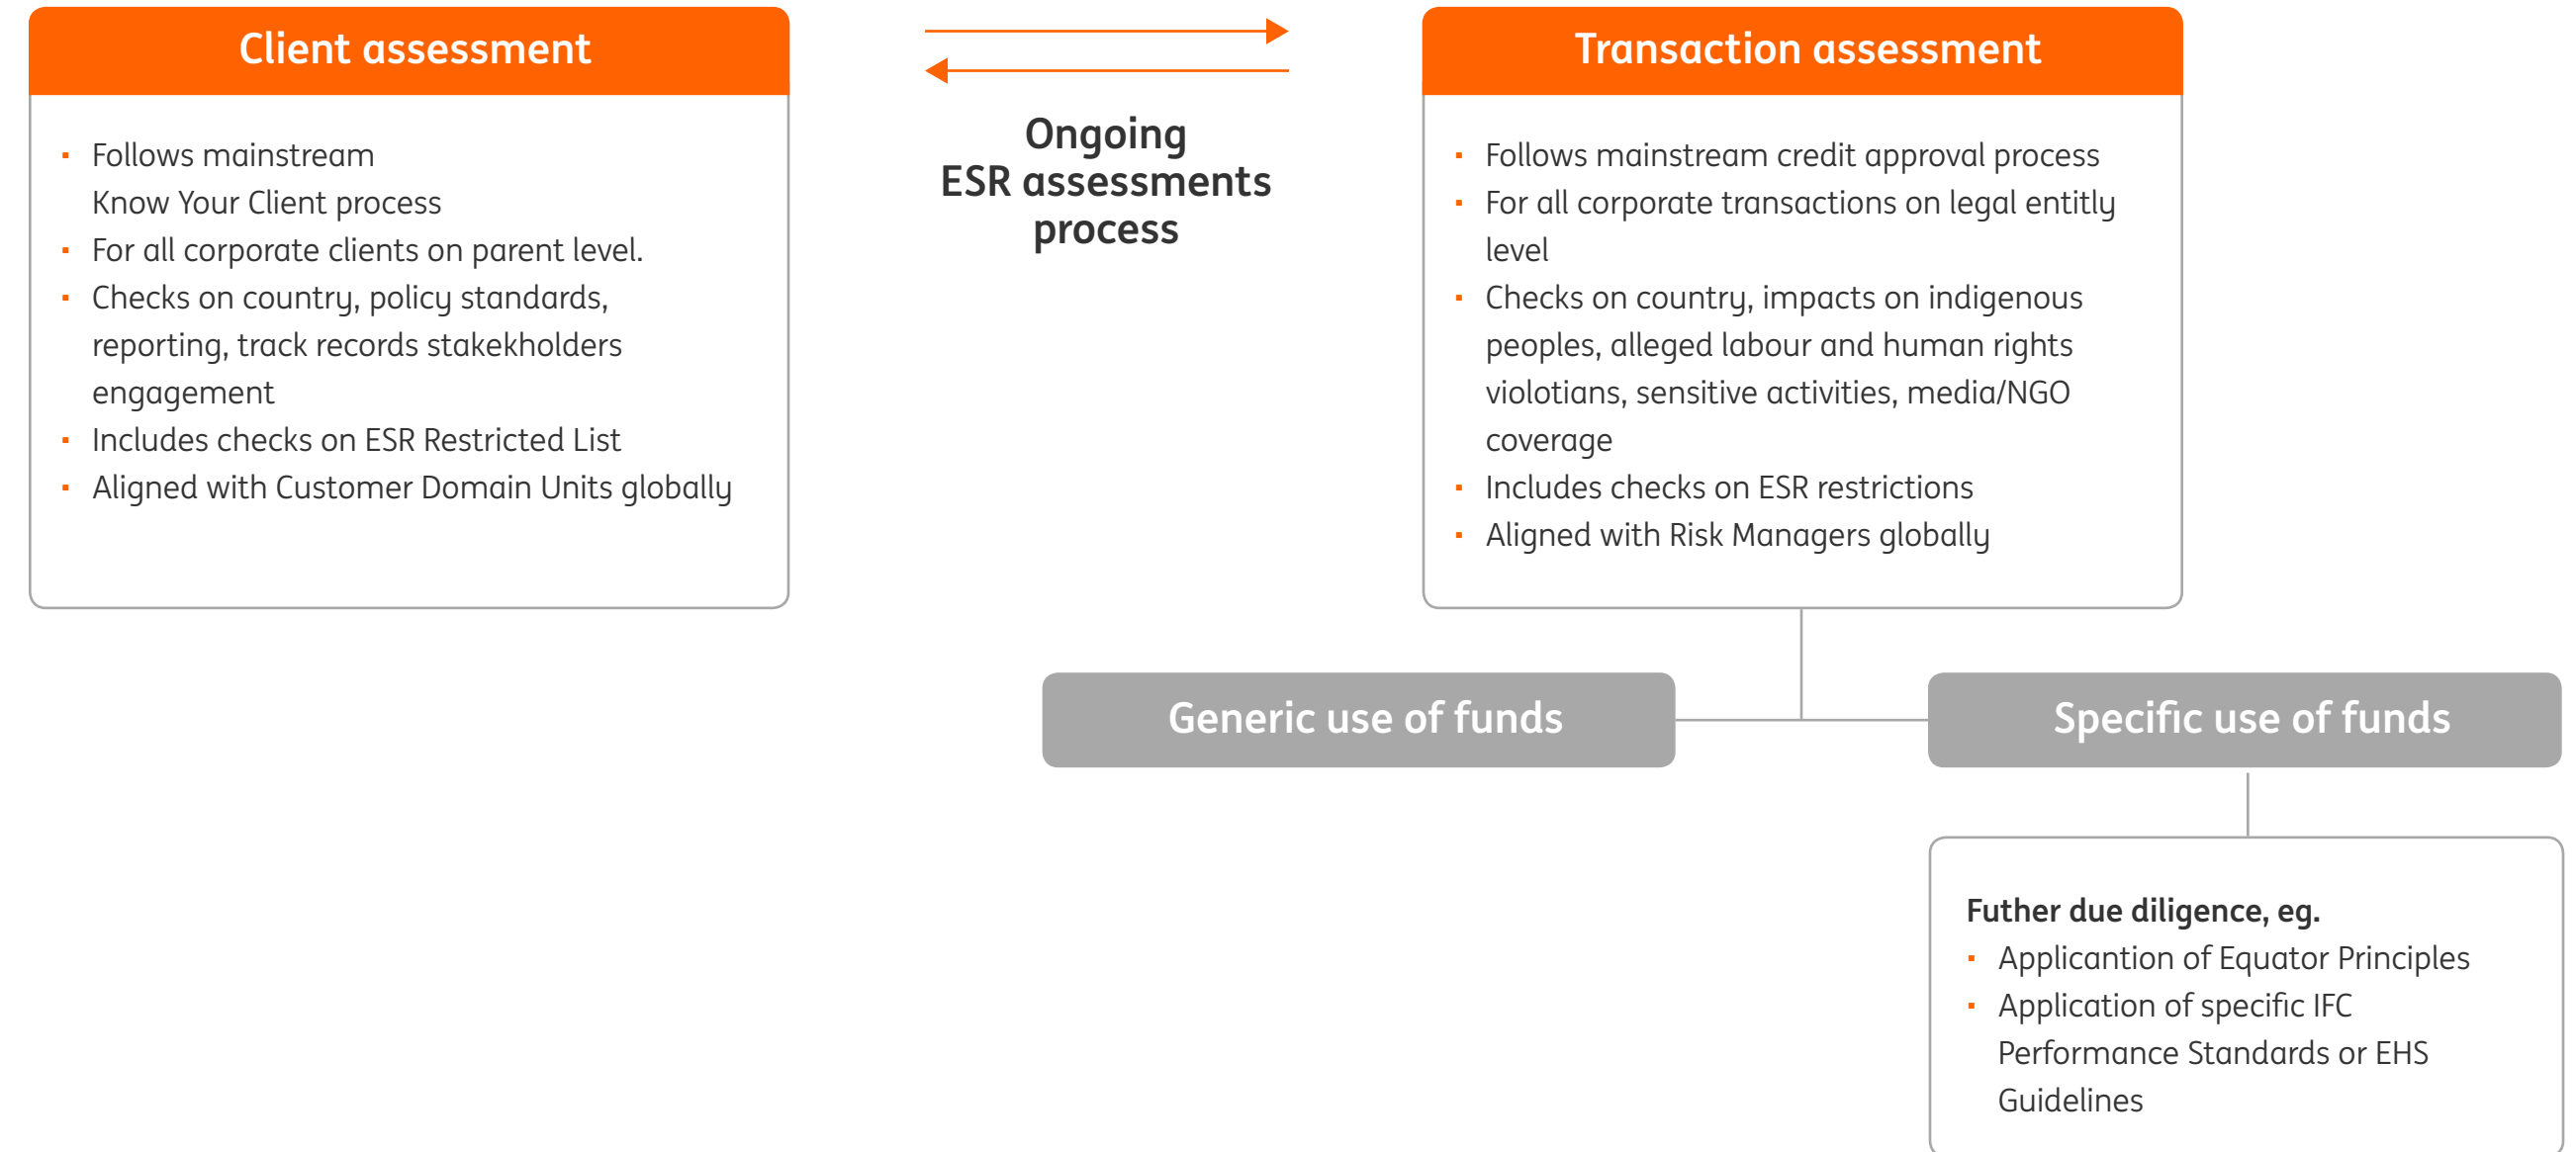 Client assessment
Follows mainstream
Know Your Client process
For all corporate clients on parent level.
Checks on country, policy standards,
reporting, track records stakekholders
engagement
Includes checks on ESR Restricted List
Aligned with Customer Domain Units globally
Ongoing
ESR assessments
process
Transaction assessment
Follows mainstream credit approval process
For all corporate transactions on legal entitly
level
Checks on country, impacts on indigenous
peoples, alleged labour and human rights
violotians, sensitive activities, media/NGO
coverage
Includes checks on ESR restrictions
Aligned with Risk Managers globally
Generic use of funds
Specific use of funds
Futher due diligence, eg.
Applicantion of Equator Principles
Application of specific IFC
Performance Standards or EHS
Guidelines